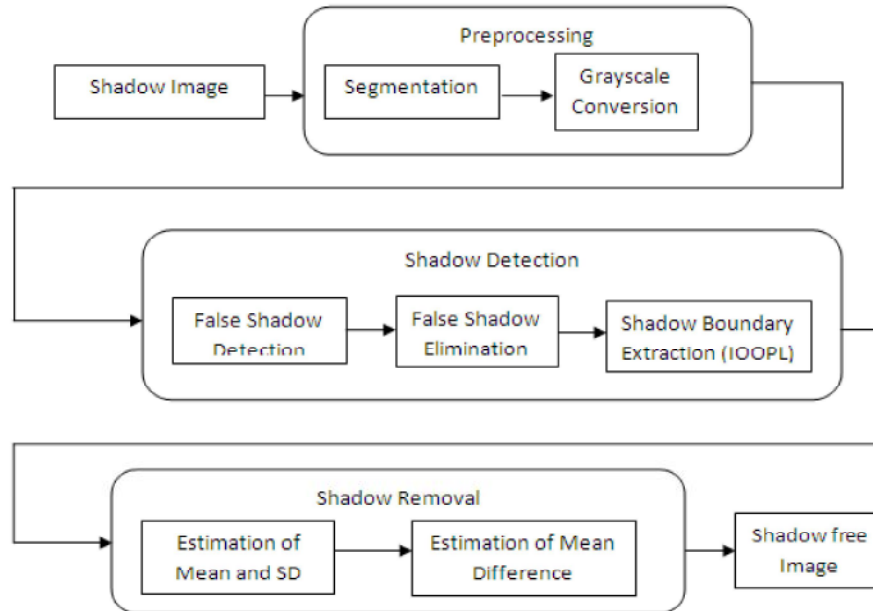 Preprocessing
Shadow Image
Segmentation
Grayscale
Conversion
Shadow Detection
False Shadow
Detection
False Shadow
Elimination
Shadow Boundary
Extraction (IOOPL)
Shadow Removal
Estimation of
Mean and SD
Estimation of Mean
Difference
Shadow free
Image